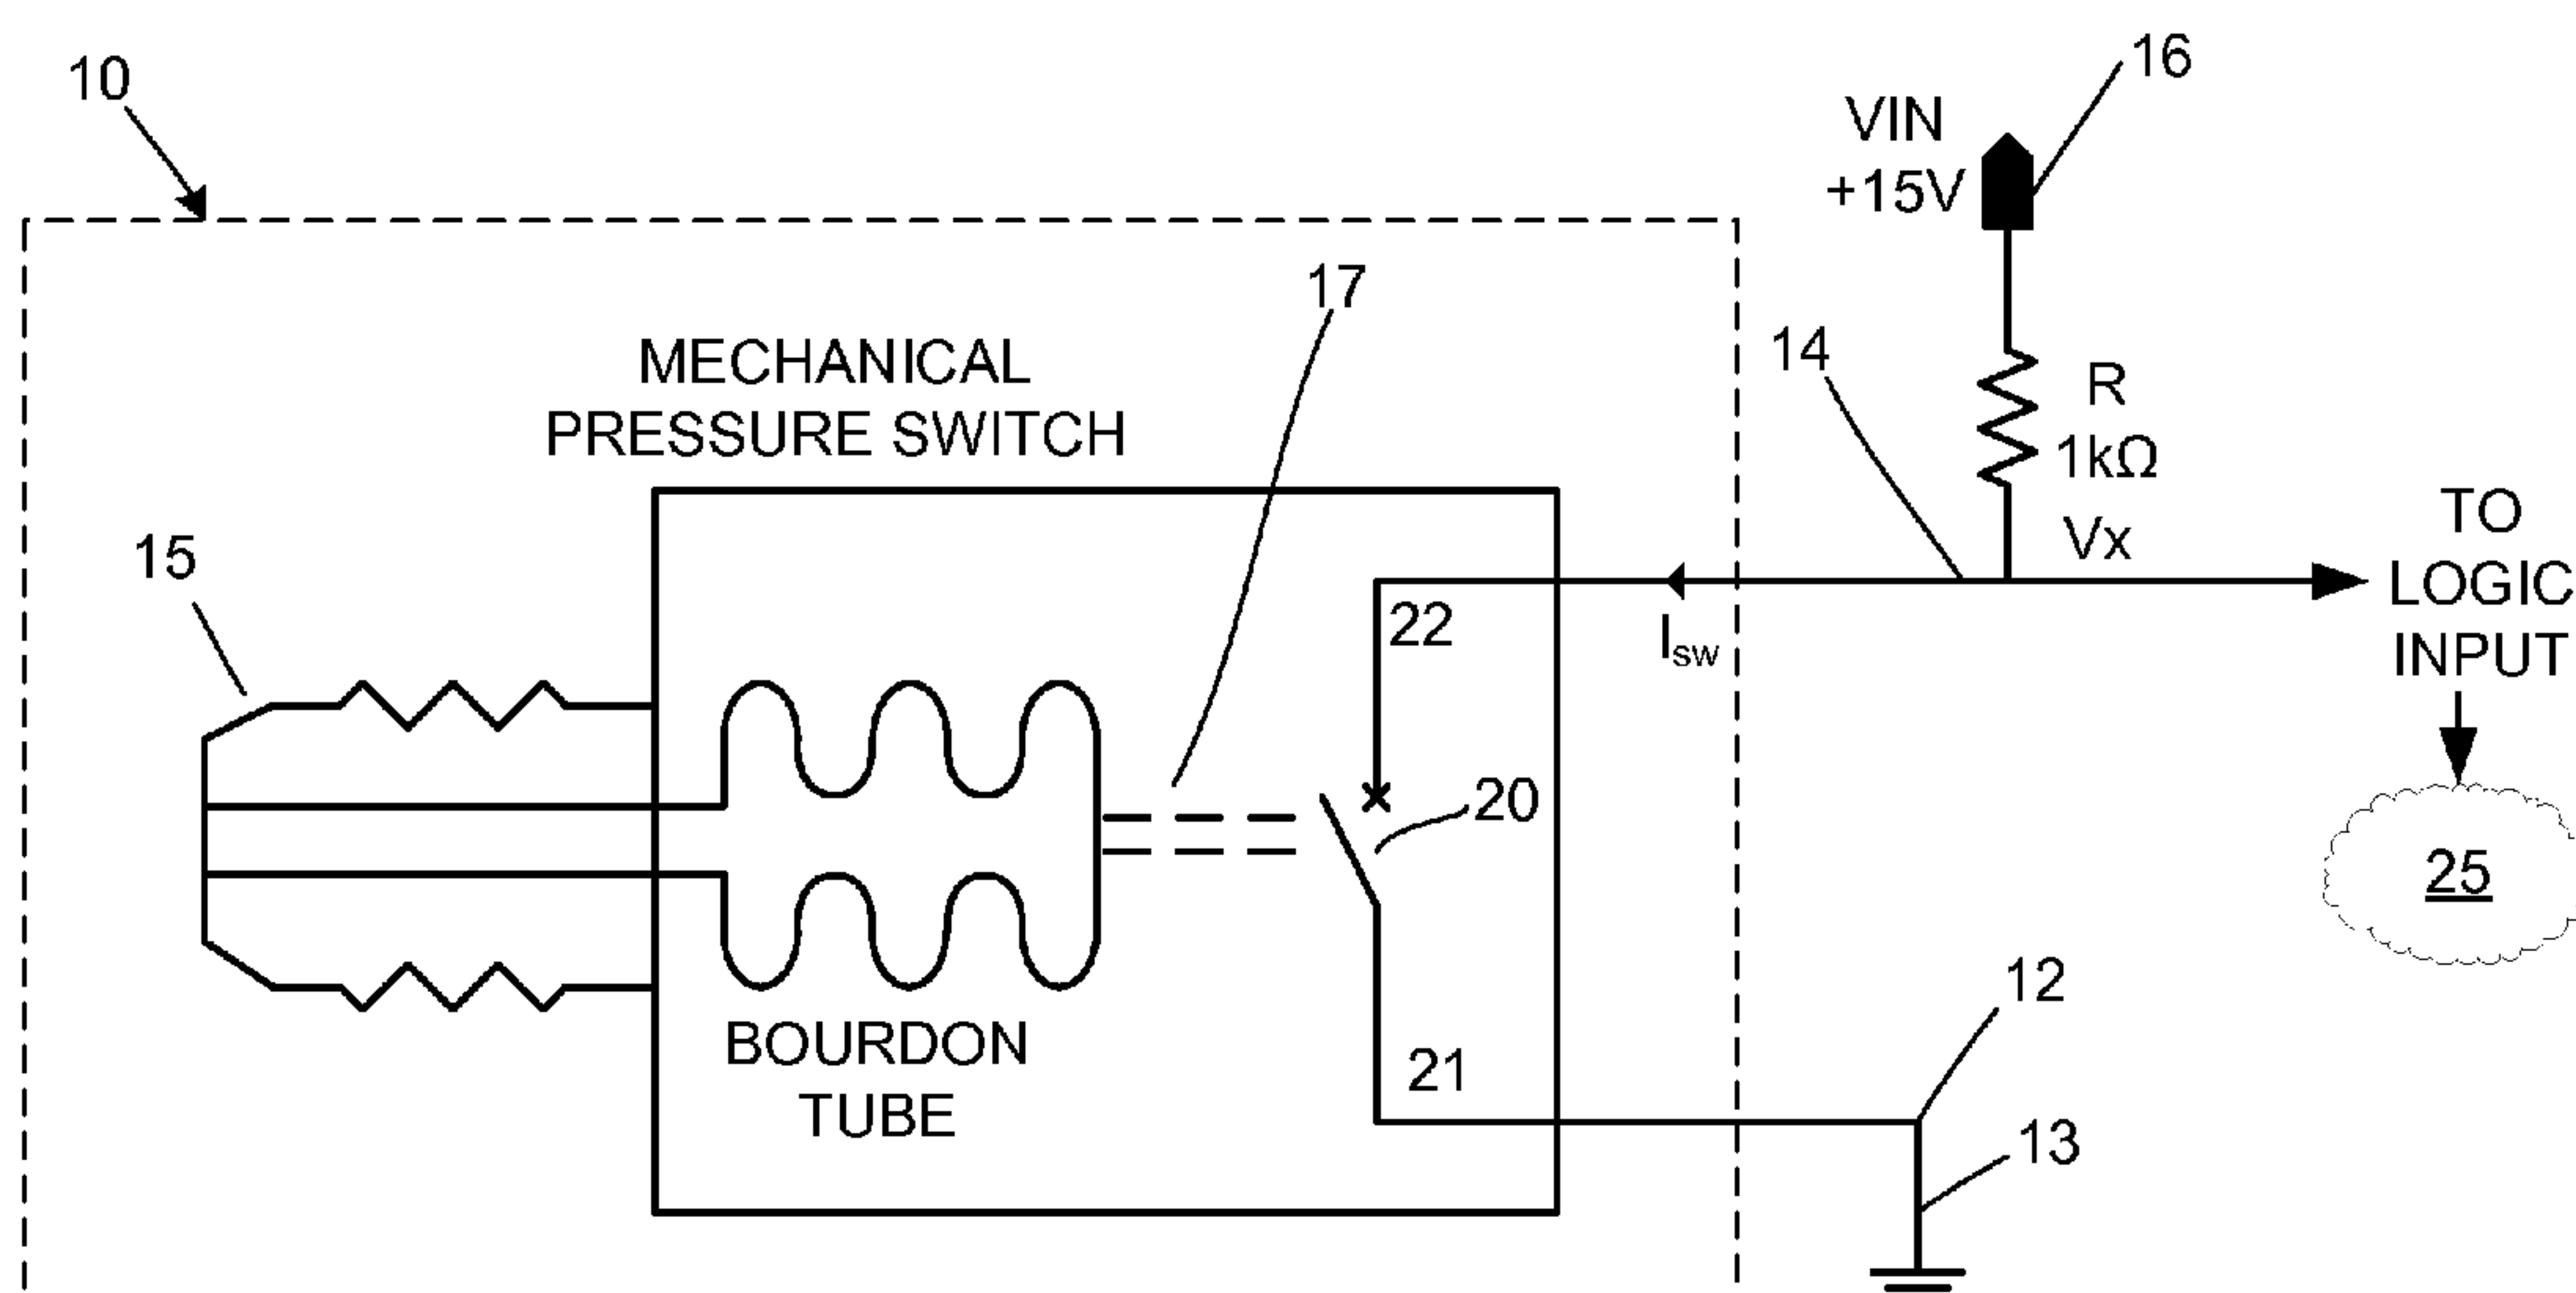 10
16
VIN
+15V
17
14
MECHANICAL
PRESSURE SWITCH
R
1kΩ
Vx
TO
LOGIC
INPUT
15
22
Isw
20
25
BOURDON
TUBE
21
12
13